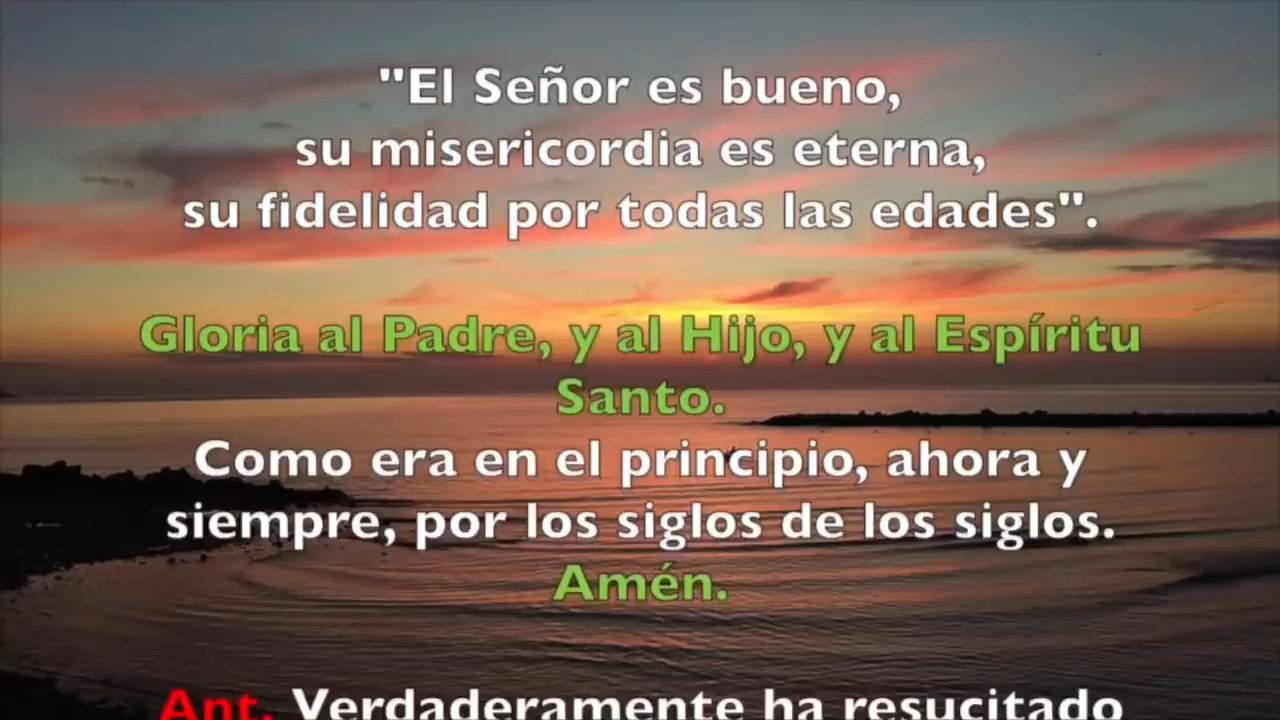 "El Señor es bueno,
su misericordia es eterna,
su fidelidad por todas las edades".
Gloria al Padre, y al Hijo, y al Espíritu
Santo.
Como era en el principio, ahora y
siempre, por los siglos de los siglos.
Amén.
Ant. Verdaderamente ha resucitado